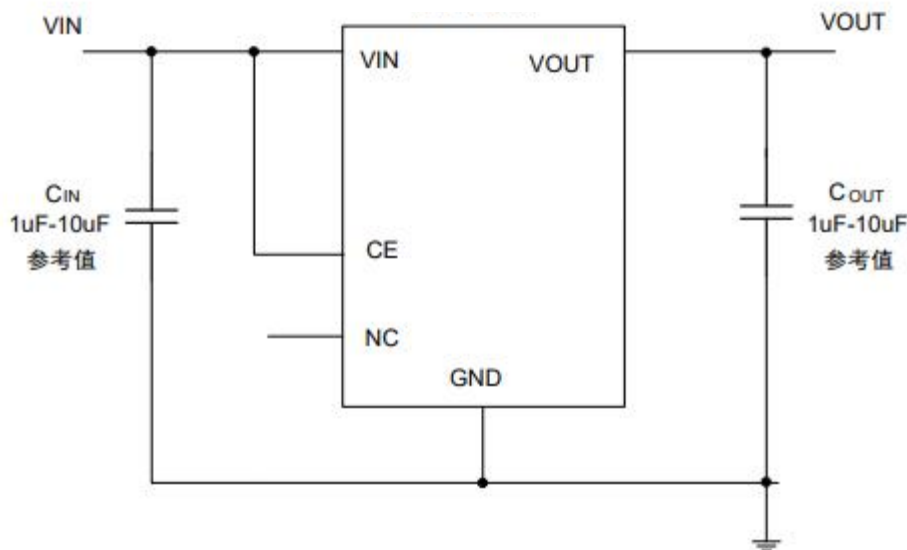 VIN
VOUT
VIN
VOUT
CIN
1uF-10uF
参考值
COUT
1uF-10uF
参考值
CE
NC
GND